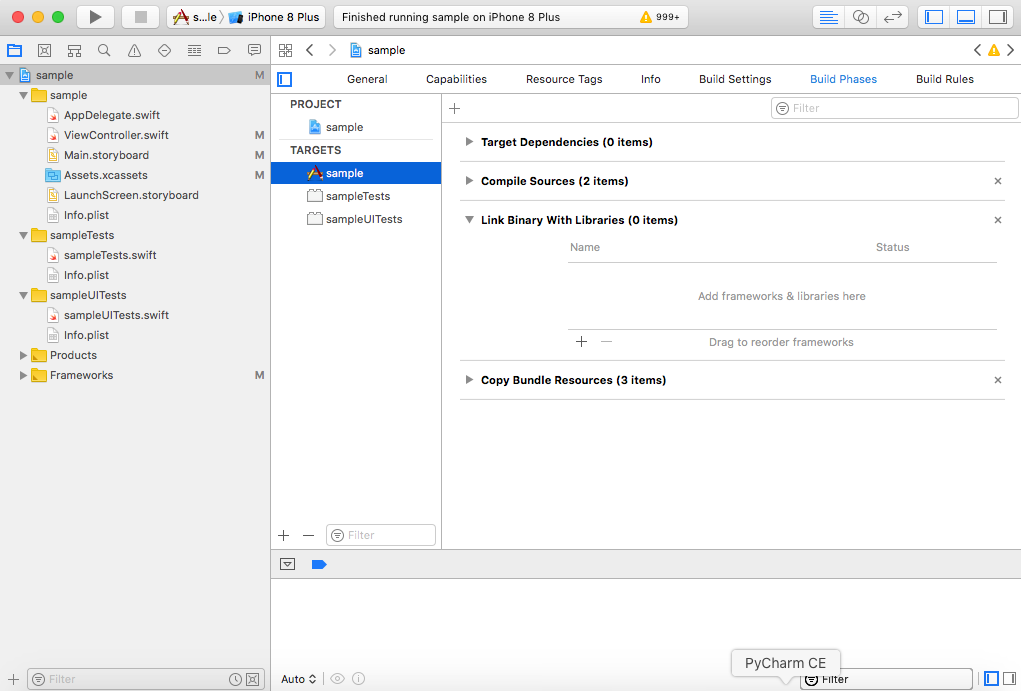 s...le iPhone 8 Plus Finished running sample on iPhone 8 Plus 999+
sample
General Capabilities Resource Tags Info Build Settings Build Phases Build Rules
sample M
sample
AppDelegate.swift
ViewController.swift M
Main.storyboard M
Assets.xcassets M
LaunchScreen.storyboard
Info.plist
sampleTests
sampleTests.swift
Info.plist
sampleUITests
sampleUITests.swift
Info.plist
Products
Frameworks M
Filter
PROJECT
sample
TARGETS
sample
sampleTests
sampleUITests
Filter
Filter
Target Dependencies (0 items)
Compile Sources (2 items)
Link Binary With Libraries (0 items)
Name Status
Add frameworks & libraries here
Drag to reorder frameworks
Copy Bundle Resources (3 items)
Auto
PyCharm CE
Filter